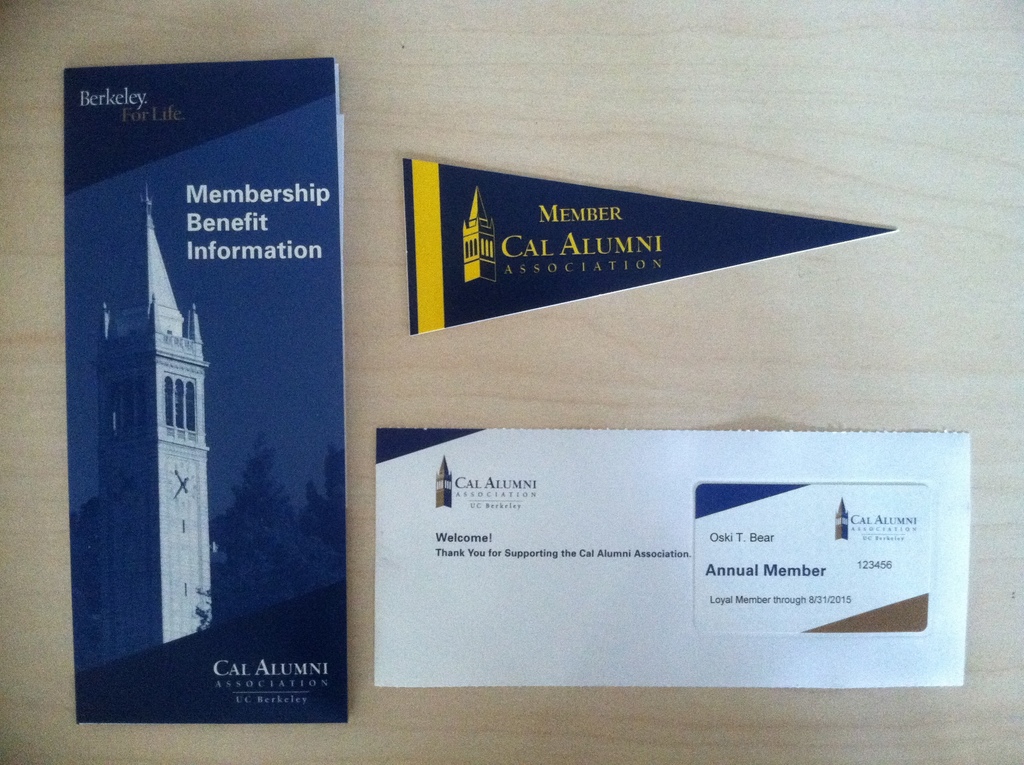 Berkeley.
For Life.
Membership
Benefit
Information
CAL ALUMNI
ASSOCIATION
UC Berkeley
MEMBER
CAL ALUMNI
ASSOCIATION
CAL ALUMNI
ASSOCIATION
UC Berkeley
Welcome!
Thank You for Supporting the Cal Alumni Association.
CAL ALUMNI
ASSOCIATION
UC Berkeley
Oski T. Bear
Annual Member
123456
Loyal Member through 8/31/2015